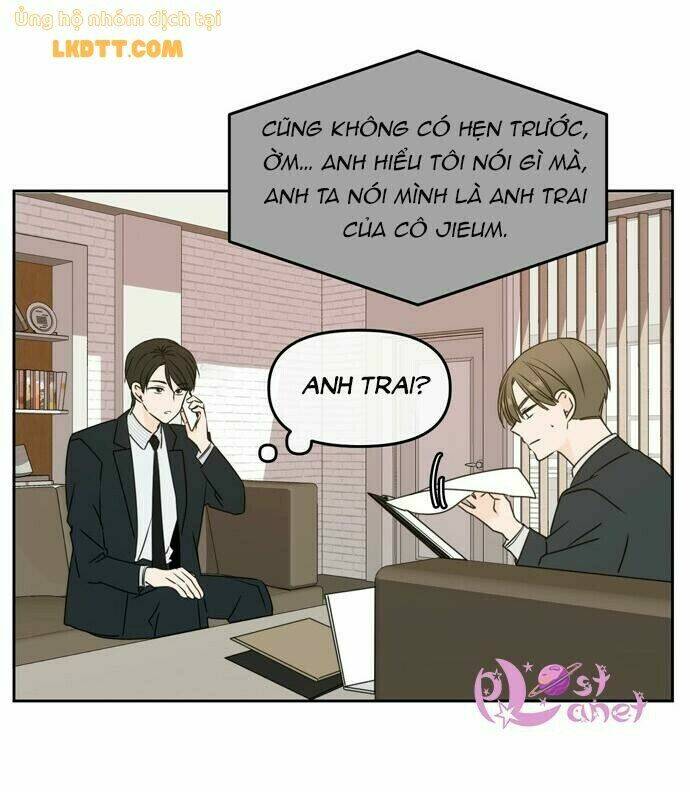 Ủng hộ nhóm dịch tại
LKDTT.COM
CŨNG KHÔNG CÓ HẸN TRƯỚC,
ỜM... ANH HIỂU TÔI NÓI GÌ MÀ,
ANH TA NÓI MÌNH LÀ ANH TRAI
CỦA CÔ JIEUM.
ANH TRAI?
Lost
Planet